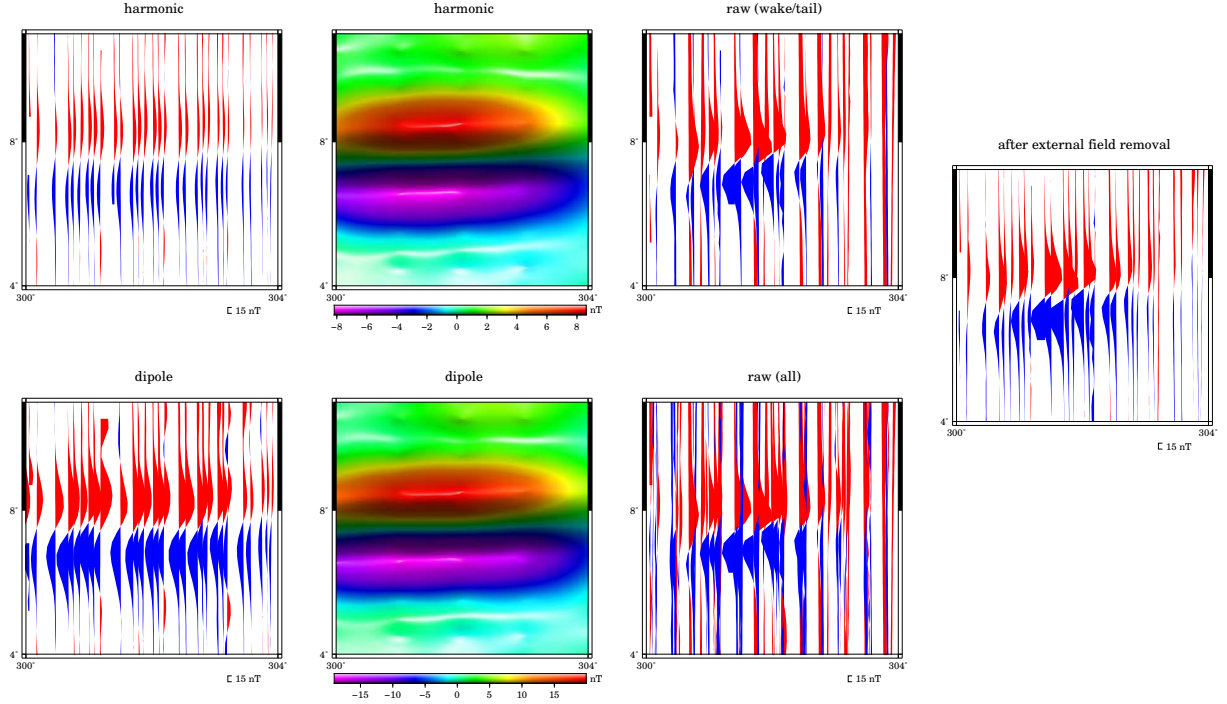 harmonic
harmonic
raw (wake/tail)
after external field removal
8˚
8˚
8˚
8˚
4˚
4˚
4˚
4˚
300˚
304˚
300˚
304˚
300˚
304˚
300˚
304˚
15 nT
nT
−8 −6 −4 −2 0 2 4 6 8
15 nT
15 nT
dipole
dipole
raw (all)
8˚
8˚
8˚
4˚
4˚
4˚
300˚
304˚
300˚
304˚
300˚
304˚
15 nT
nT
−15 −10 −5 0 5 10 15
15 nT